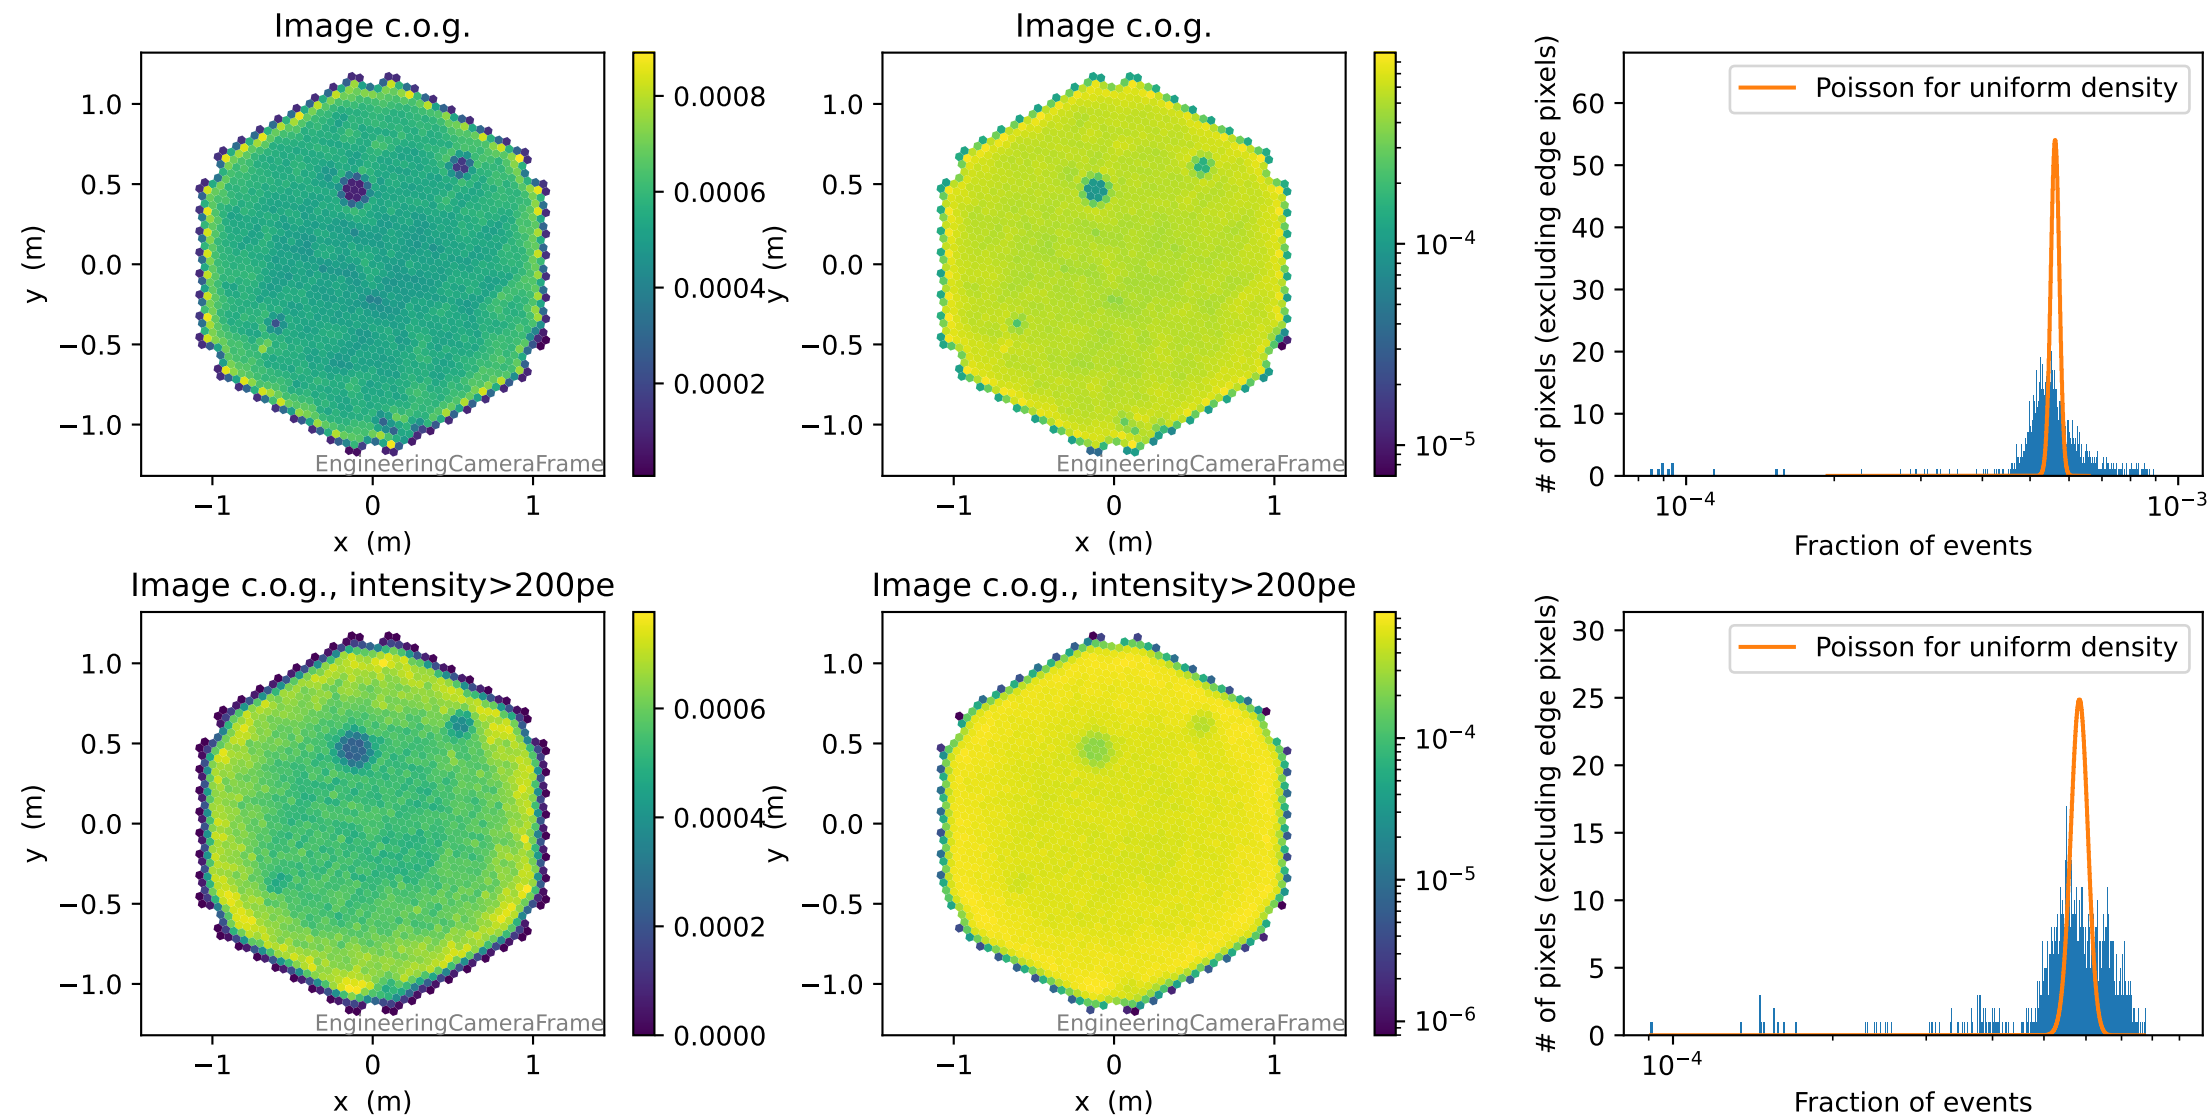 Image c.o.g.
1.0
0.5
0.0
−0.5
−1.0
y (m)
−1
0
1
x (m)
EngineeringCameraFrame
0.0008
0.0006
0.0004
0.0002
Image c.o.g.
1.0
0.5
0.0
−0.5
−1.0
y (m)
−1
0
1
x (m)
EngineeringCameraFrame
10⁻⁴
10⁻⁵
# of pixels (excluding edge pixels)
60
50
40
30
20
10
0
Poisson for uniform density
10⁻⁴
10⁻³
Fraction of events
Image c.o.g., intensity>200pe
1.0
0.5
0.0
−0.5
−1.0
y (m)
−1
0
1
x (m)
EngineeringCameraFrame
0.0006
0.0004
0.0002
0.0000
Image c.o.g., intensity>200pe
1.0
0.5
0.0
−0.5
−1.0
y (m)
−1
0
1
x (m)
EngineeringCameraFrame
10⁻⁴
10⁻⁵
10⁻⁶
# of pixels (excluding edge pixels)
30
25
20
15
10
5
0
Poisson for uniform density
10⁻⁴
Fraction of events